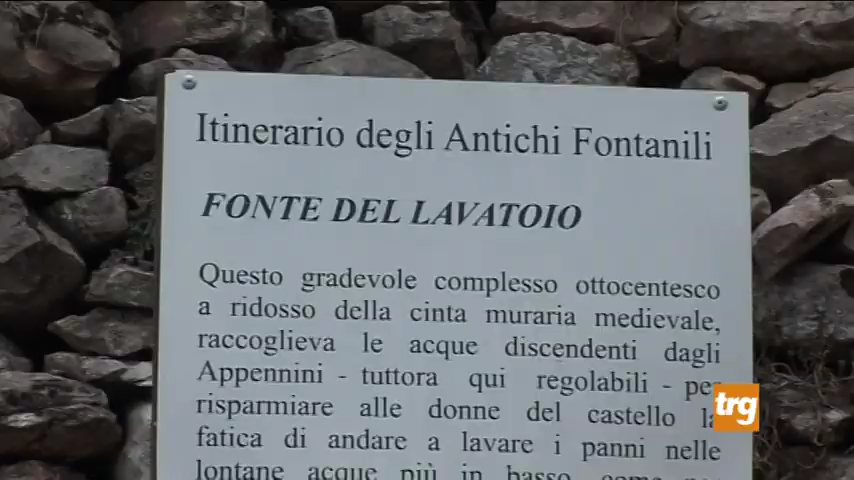 Itinerario degli Antichi Fontanili
FONTE DEL LAVATOIO
Questo gradevole complesso ottocentesco
a ridosso della cinta muraria medievale,
raccoglieva le acque discendenti dagli
Appennini - tuttora qui regolabili - per
risparmiare alle donne del castello la
fatica di andare a lavare i panni nelle
lontane acque più in basso, come
trg